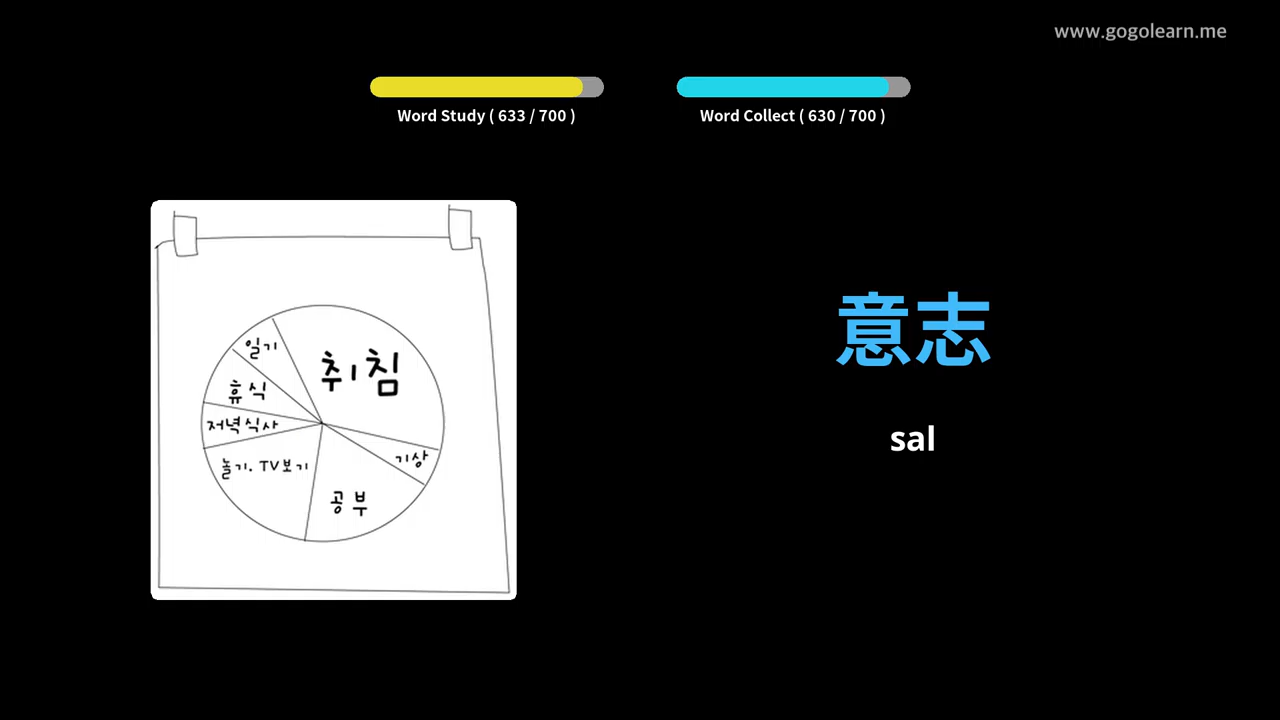 www.gogolearn.me
Word Study ( 633 / 700 )
Word Collect ( 630 / 700 )
일기
취침
휴식
저녁식사
놀기. TV보기
기상
공부
意志
sal